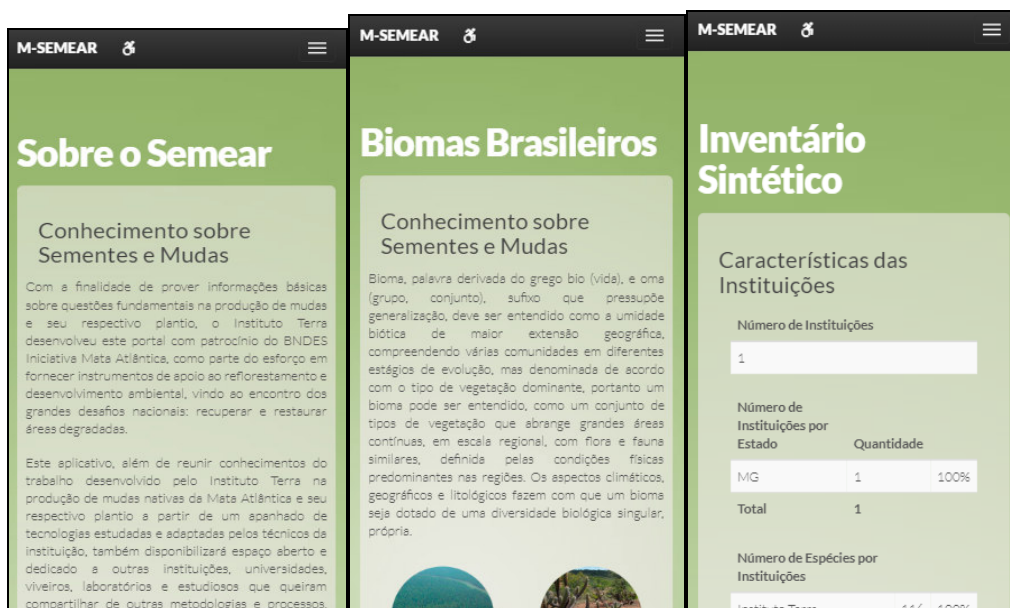 M-SEMEAR
Sobre o Semear
Conhecimento sobre
Sementes e Mudas
Com a finalidade de prover informações básicas
sobre questões fundamentais na produção de mudas
e seu respectivo plantio, o Instituto Terra
desenvolveu este portal com patrocínio do BNDES
Iniciativa Mata Atlântica, como parte do esforço em
fornecer instrumentos de apoio ao reflorestamento e
desenvolvimento ambiental, vindo ao encontro dos
grandes desafios nacionais: recuperar e restaurar
áreas degradadas.
Este aplicativo, além de reunir conhecimentos do
trabalho desenvolvido pelo Instituto Terra na
produção de mudas nativas da Mata Atlântica e seu
respectivo plantio a partir de um apanhado de
tecnologias estudadas e adaptadas pelos técnicos da
instituição, também disponibilizará espaço aberto e
dedicado a outras instituições, universidades,
viveiros, laboratórios e estudiosos que queiram
compartilhar de outras metodologias e processos,
M-SEMEAR
Biomas Brasileiros
Conhecimento sobre
Sementes e Mudas
Bioma, palavra derivada do grego bio (vida), e oma
(grupo, conjunto), sufixo que pressupõe
generalização, deve ser entendido como a umidade
biótica de maior extensão geográfica,
compreendendo várias comunidades em diferentes
estágios de evolução, mas denominada de acordo
com o tipo de vegetação dominante, portanto um
bioma pode ser entendido, como um conjunto de
tipos de vegetação que abrange grandes áreas
contínuas, em escala regional, com flora e fauna
similares, definida pelas condições físicas
predominantes nas regiões. Os aspectos climáticos,
geográficos e litológicos fazem com que um bioma
seja dotado de uma diversidade biológica singular,
própria.
M-SEMEAR
Inventário
Sintético
Características das
Instituições
Número de Instituições
1
Número de
Instituições por
Estado Quantidade
MG 1 100%
Total 1
Número de Espécies por
Instituições
Instituto Terra 116 100%